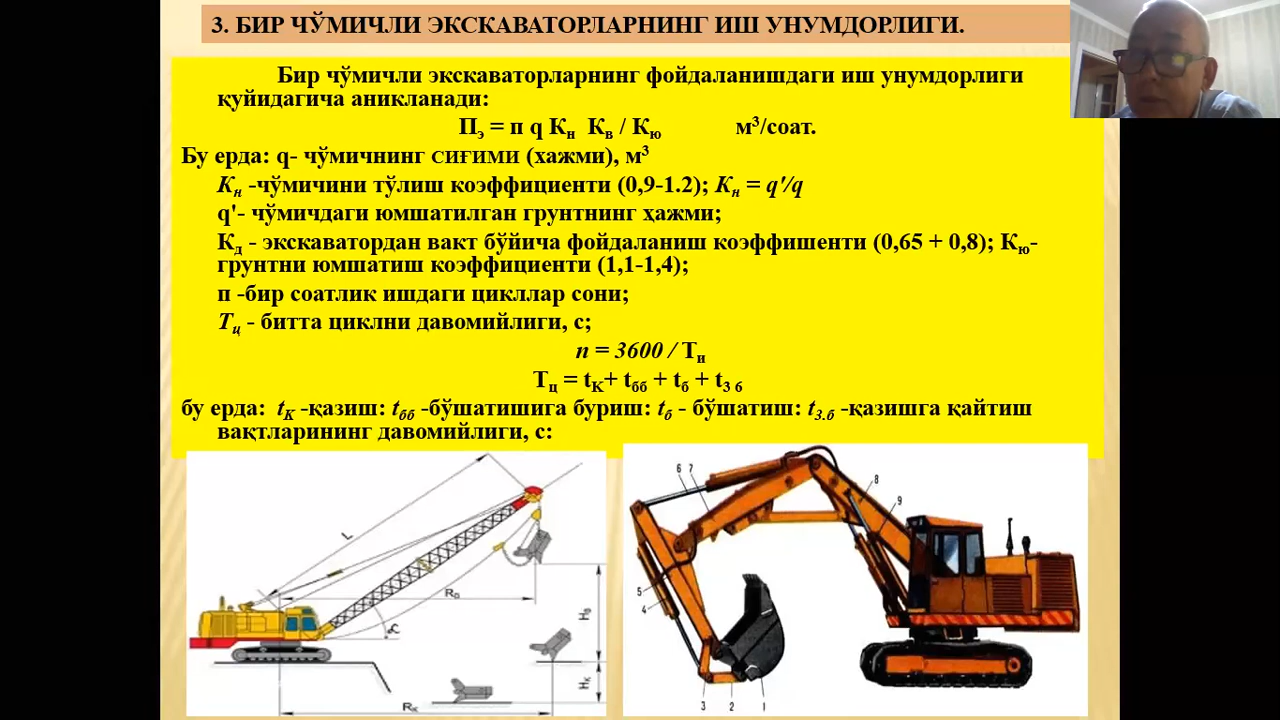 3. БИР ЧЎМИЧЛИ ЭКСКАВАТОРЛАРНИНГ ИШ УНУМДОРЛИГИ.
Бир чўмичли экскаваторларнинг фойдаланишдаги иш унумдорлиги
қуйидагича аникланади:
Пэ = п q Кн Кв / Кю м³/соат.
Бу ерда: q- чўмичнинг СИҒИМИ (хажми), м³
Кн -чўмичини тўлиш коэффициенти (0,9-1.2); Кн = q'/q
q'- чўмичдаги юмшатилган грунтнинг ҳажми;
Кд - экскаватордан вакт бўйича фойдаланиш коэффишенти (0,65 + 0,8); Кю-
грунтни юмшатиш коэффициенти (1,1-1,4);
п -бир соатлик ишдаги цикллар сони;
Тц - битта циклни давомийлиги, с;
n = 3600 / Ти
Тц = tК+ tбб + tб + tЗ б
бу ерда: tК -қазиш: tбб -бўшатишига буриш: tб - бўшатиш: tЗ.б -қазишга қайтиш
вақтларининг давомийлиги, с:
L
RD
HВ
HК
RК
6 7
8
9
5
4
3 2 1